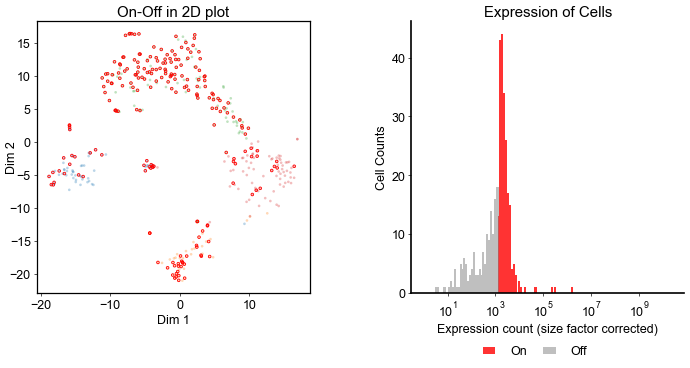 On-Off in 2D plot
15
10
5
0
−5
−10
−15
−20
Dim 2
−20 −10 0 10
Dim 1
Expression of Cells
40
30
20
10
0
Cell Counts
10^1 10^3 10^5 10^7 10^9
Expression count (size factor corrected)
On Off